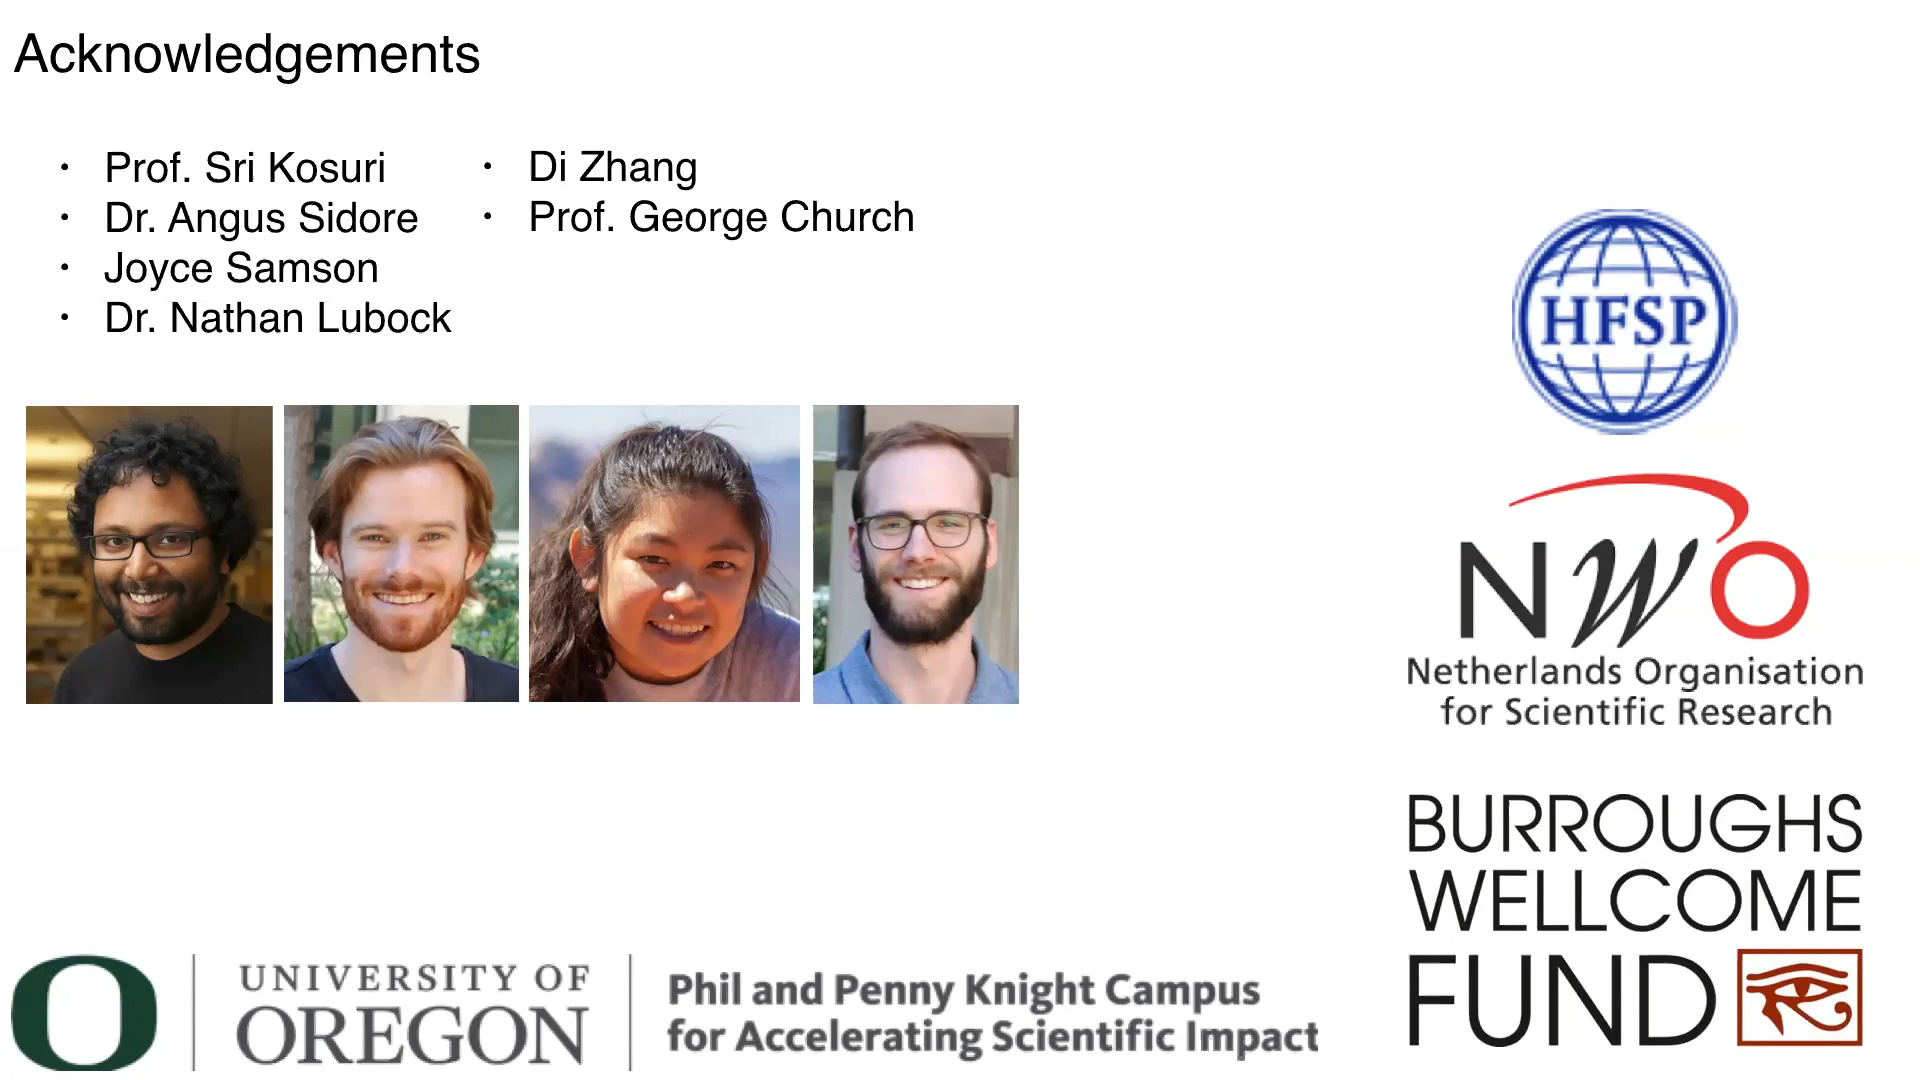 Acknowledgements
• Prof. Sri Kosuri
• Dr. Angus Sidore
• Joyce Samson
• Dr. Nathan Lubock
• Di Zhang
• Prof. George Church
HFSP
NWO
Netherlands Organisation
for Scientific Research
BURROUGHS
WELLCOME
FUND
O
UNIVERSITY OF
OREGON
Phil and Penny Knight Campus
for Accelerating Scientific Impact